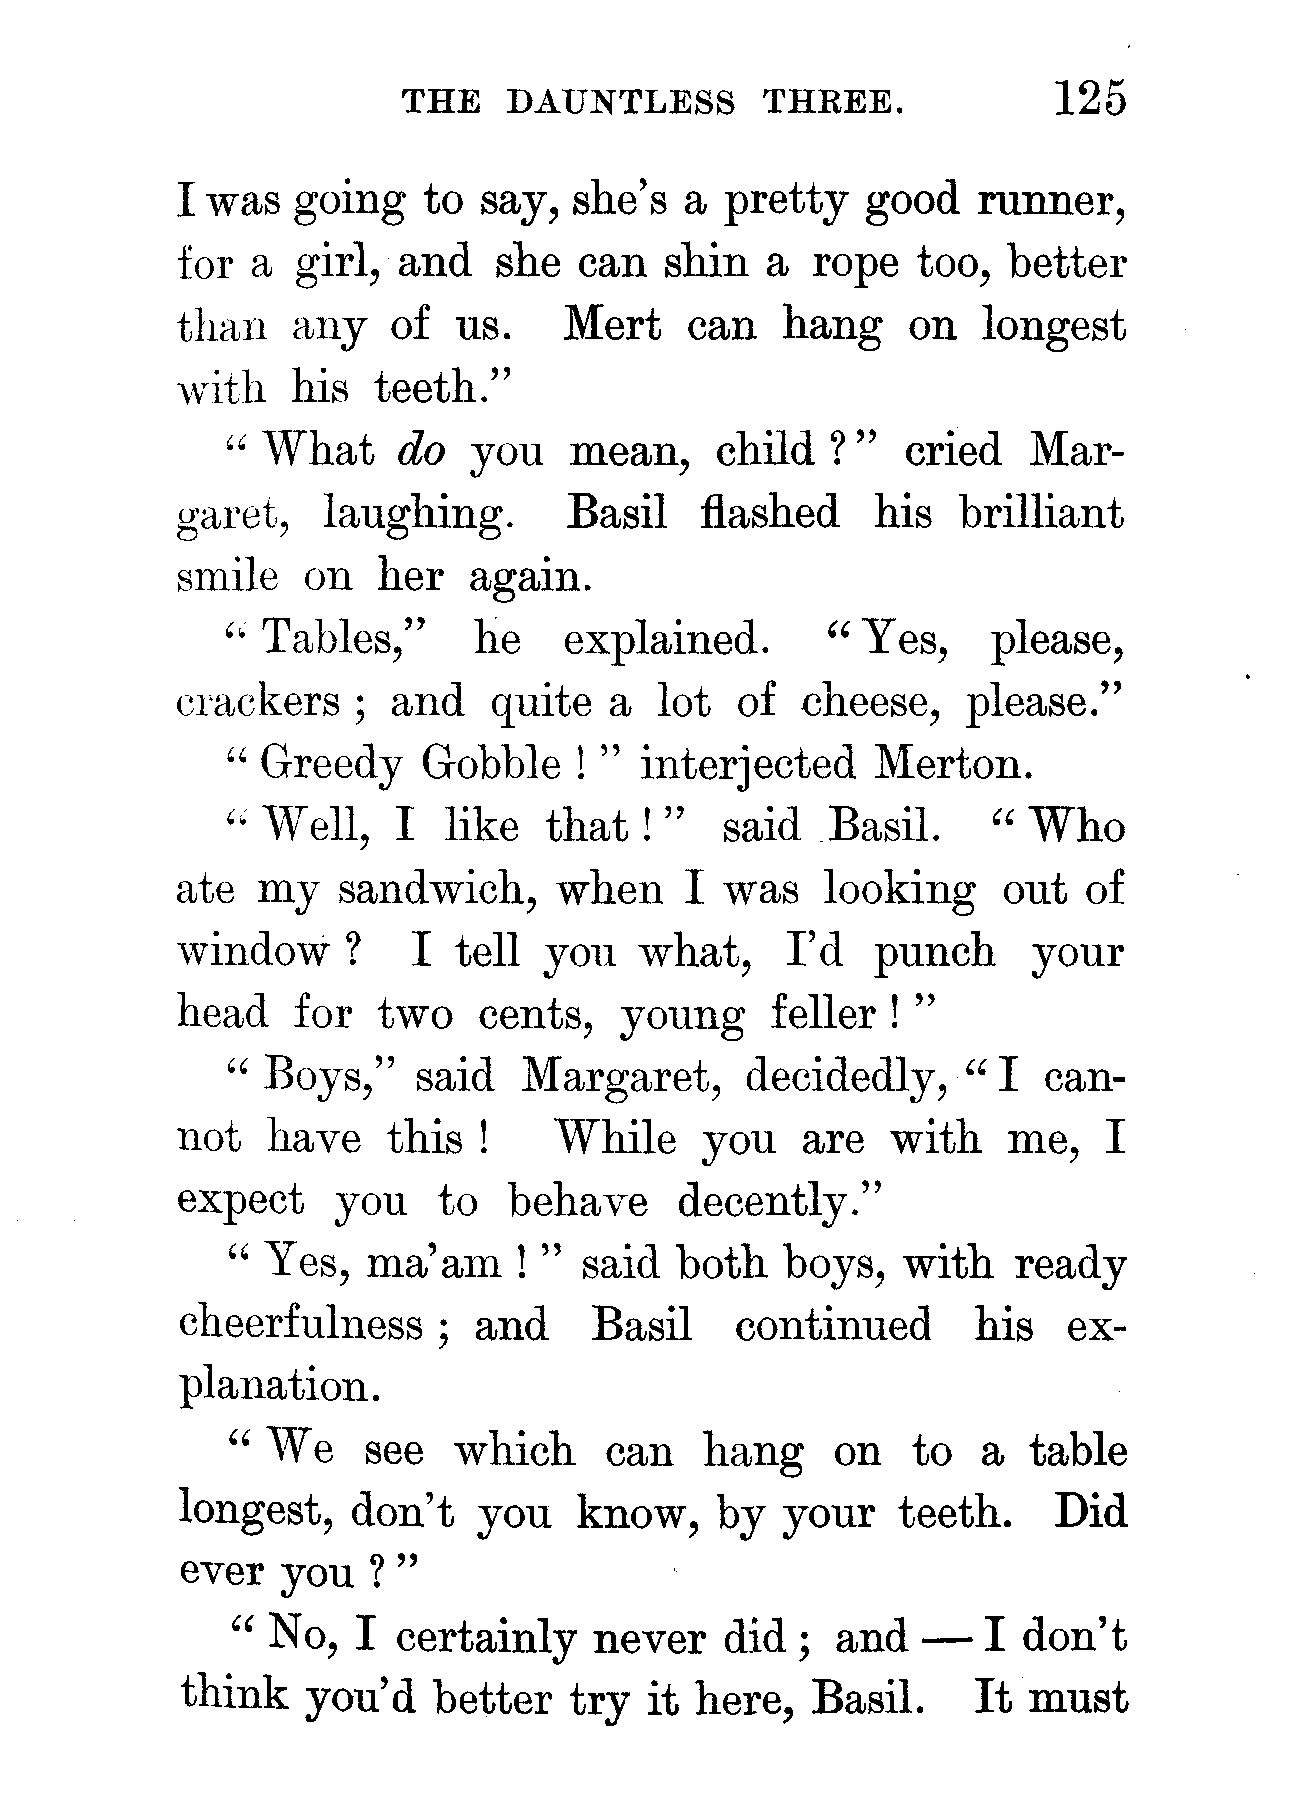 THE DAUNTLESS THREE. 125
I was going to say, she's a pretty good runner,
for a girl, and she can shin a rope too, better
than any of us. Mert can hang on longest
with his teeth."
" What do you mean, child ? " cried Mar-
garet, laughing. Basil flashed his brilliant
smile on her again.
" Tables," he explained. " Yes, please,
crackers ; and quite a lot of cheese, please."
" Greedy Gobble ! " interjected Merton.
" Well, I like that ! " said Basil. " Who
ate my sandwich, when I was looking out of
window ? I tell you what, I'd punch your
head for two cents, young feller ! "
" Boys," said Margaret, decidedly, " I can-
not have this ! While you are with me, I
expect you to behave decently."
" Yes, ma'am ! " said both boys, with ready
cheerfulness ; and Basil continued his ex-
planation.
" We see which can hang on to a table
longest, don't you know, by your teeth. Did
ever you ? "
" No, I certainly never did ; and — I don't
think you'd better try it here, Basil. It must